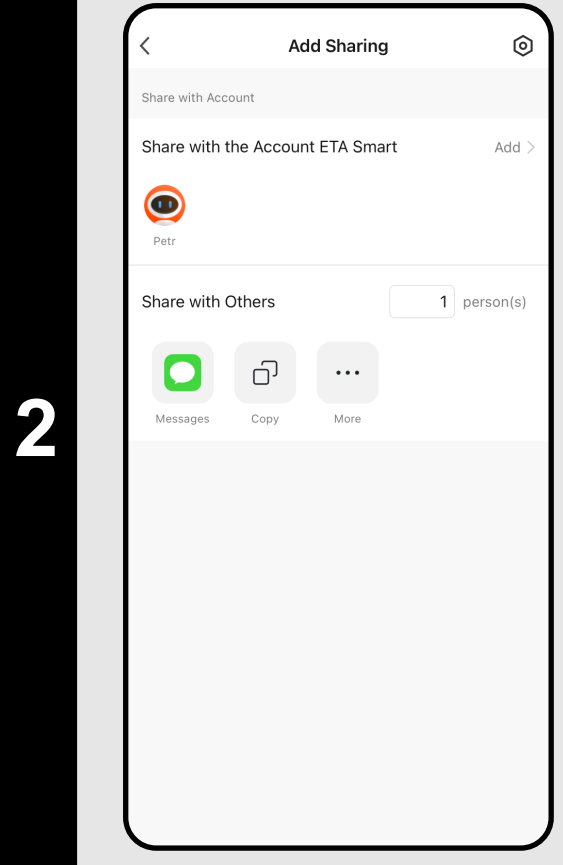 2
Add Sharing
Share with Account
Share with the Account ETA Smart Add
Petr
Share with Others 1 person(s)
Messages Copy More